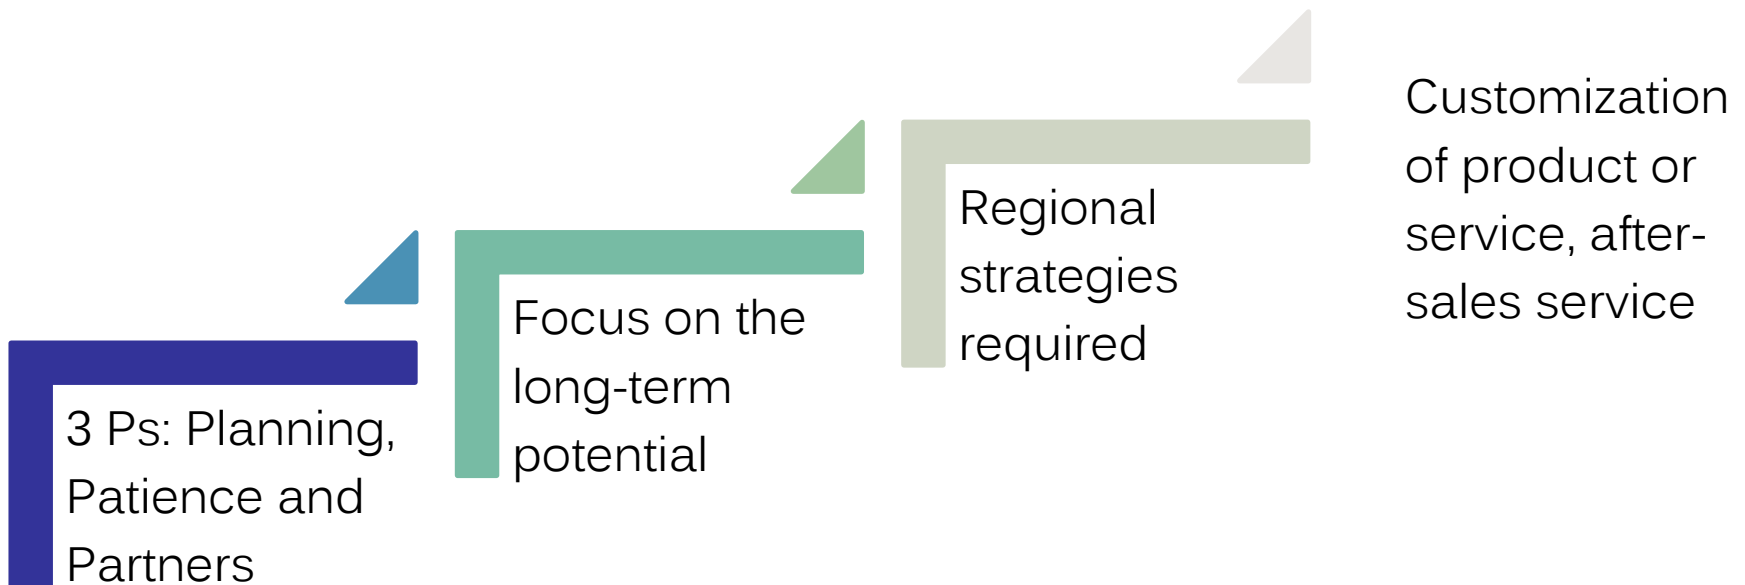 3 Ps: Planning,
Patience and
Partners
Focus on the
long-term
potential
Regional
strategies
required
Customization
of product or
service, after-
sales service